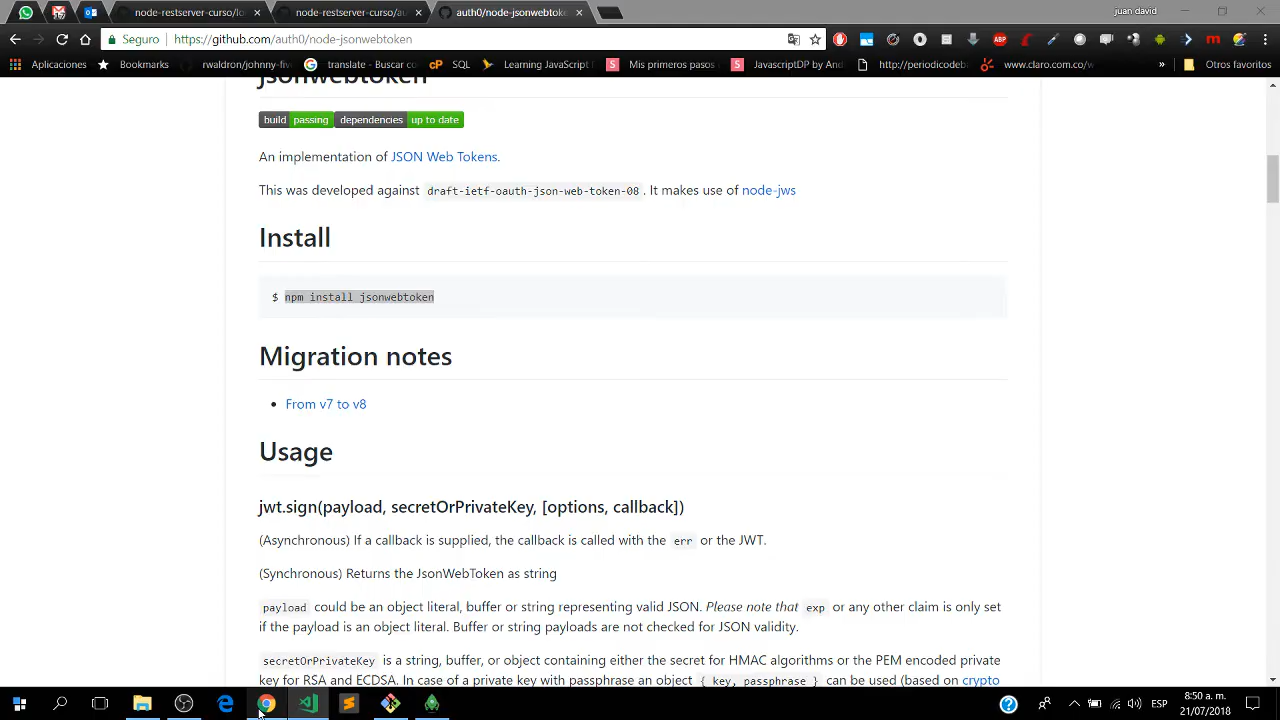 node-restserver-curso/lo
node-restserver-curso/au
auth0/node-jsonwebtoke
juan david
Seguro
https://github.com/auth0/node-jsonwebtoken
Aplicaciones
Bookmarks
rwaldron/johnny-five
translate - Buscar co
SQL
Learning JavaScript
Mis primeros pasos
JavascriptDP by And
http://periodicodeb
www.claro.com.co/w
»
Otros favoritos
jsonwebtoken
build passing dependencies up to date
An implementation of JSON Web Tokens.
This was developed against draft-ietf-oauth-json-web-token-08 . It makes use of node-jws
Install
$ npm install jsonwebtoken
Migration notes
• From v7 to v8
Usage
jwt.sign(payload, secretOrPrivateKey, [options, callback])
(Asynchronous) If a callback is supplied, the callback is called with the err or the JWT.
(Synchronous) Returns the JsonWebToken as string
payload could be an object literal, buffer or string representing valid JSON. Please note that exp or any other claim is only set
if the payload is an object literal. Buffer or string payloads are not checked for JSON validity.
secretOrPrivateKey is a string, buffer, or object containing either the secret for HMAC algorithms or the PEM encoded private
key for RSA and ECDSA. In case of a private key with passphrase an object { key, passphrase } can be used (based on crypto
ESP
8:50 a. m.
21/07/2018